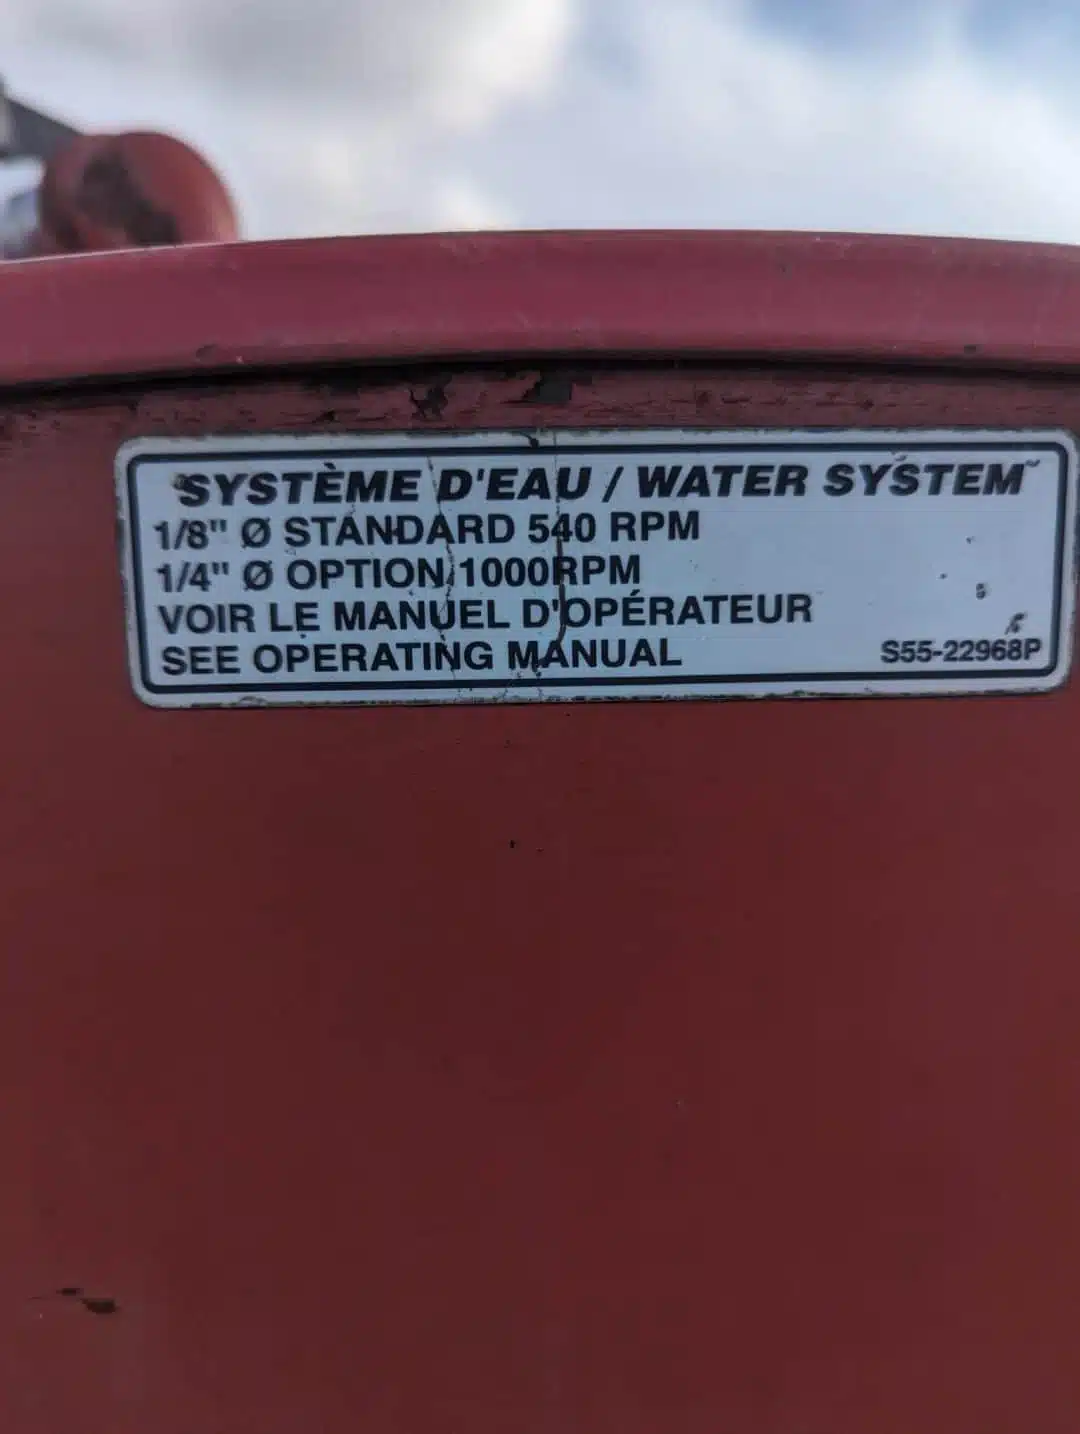 SYSTÈME D'EAU / WATER SYSTEM
1/8" Ø STANDARD 540 RPM
1/4" Ø OPTION 1000RPM
VOIR LE MANUEL D'OPÉRATEUR
SEE OPERATING MANUAL
S55-22968P